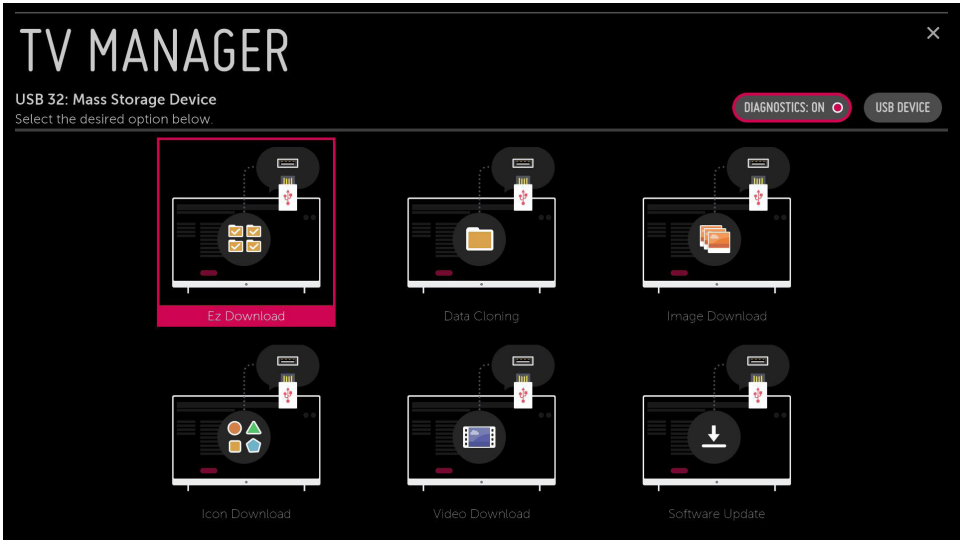 TV MANAGER
USB 32: Mass Storage Device
Select the desired option below.
DIAGNOSTICS: ON
USB DEVICE
Ez Download
Data Cloning
Image Download
Icon Download
Video Download
Software Update